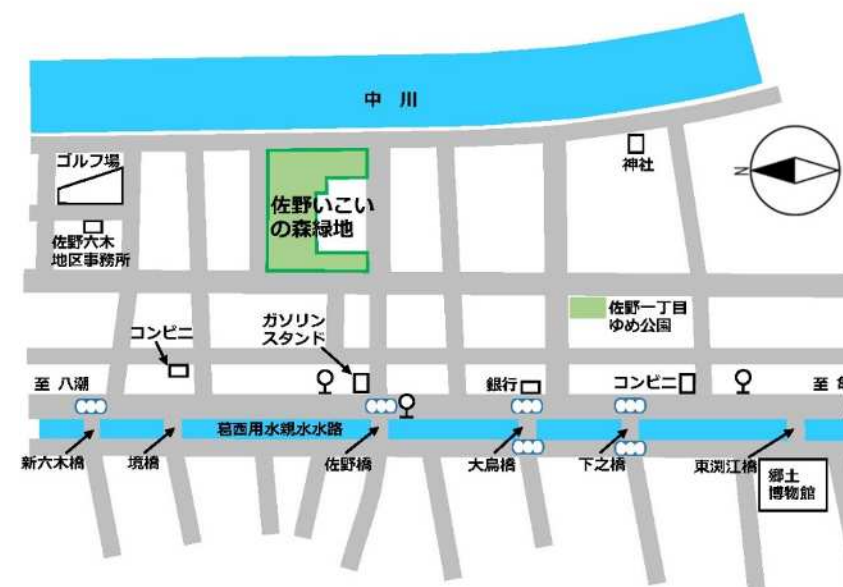 中 川
ゴルフ場
神社
N
佐野いこい
の森緑地
佐野六木
地区事務所
佐野一丁目
ゆめ公園
ガソリン
スタンド
コンビニ
至 八潮
銀行
コンビニ
至
葛西用水親水水路
新六木橋
境橋
佐野橋
大鳥橋
下之橋
東渕江橋
郷土
博物館